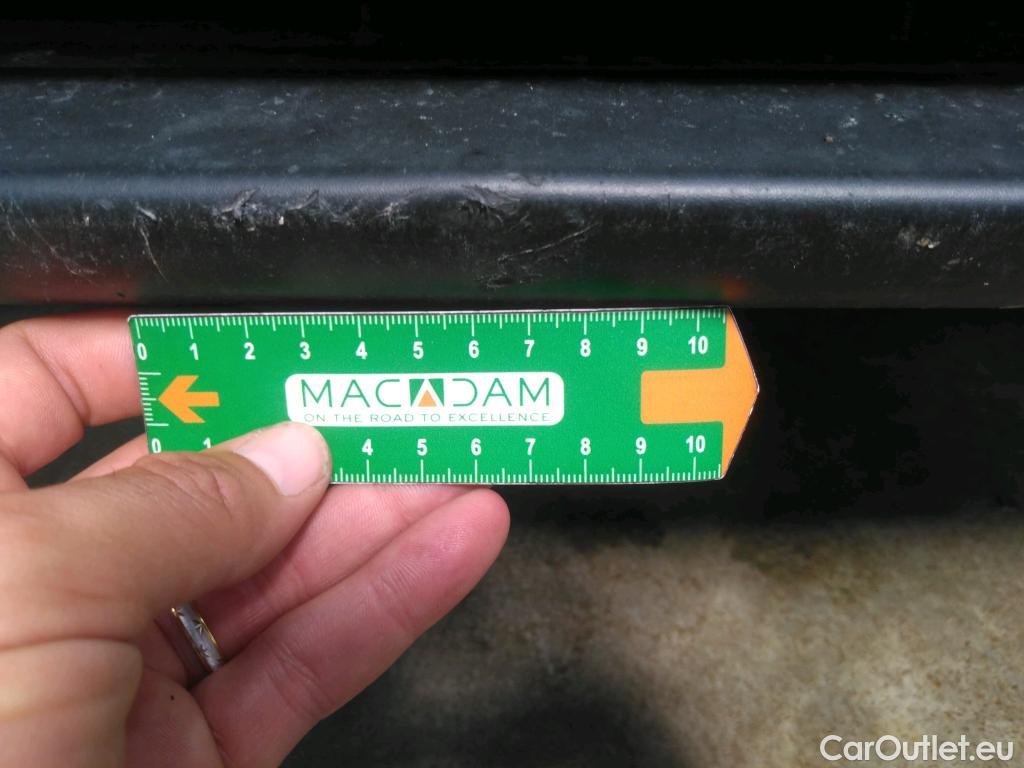 0 1 2 3 4 5 6 7 8 9 10
MACADAM
ON THE ROAD TO EXCELLENCE
0 1 4 5 6 7 8 9 10
CarOutlet.eu